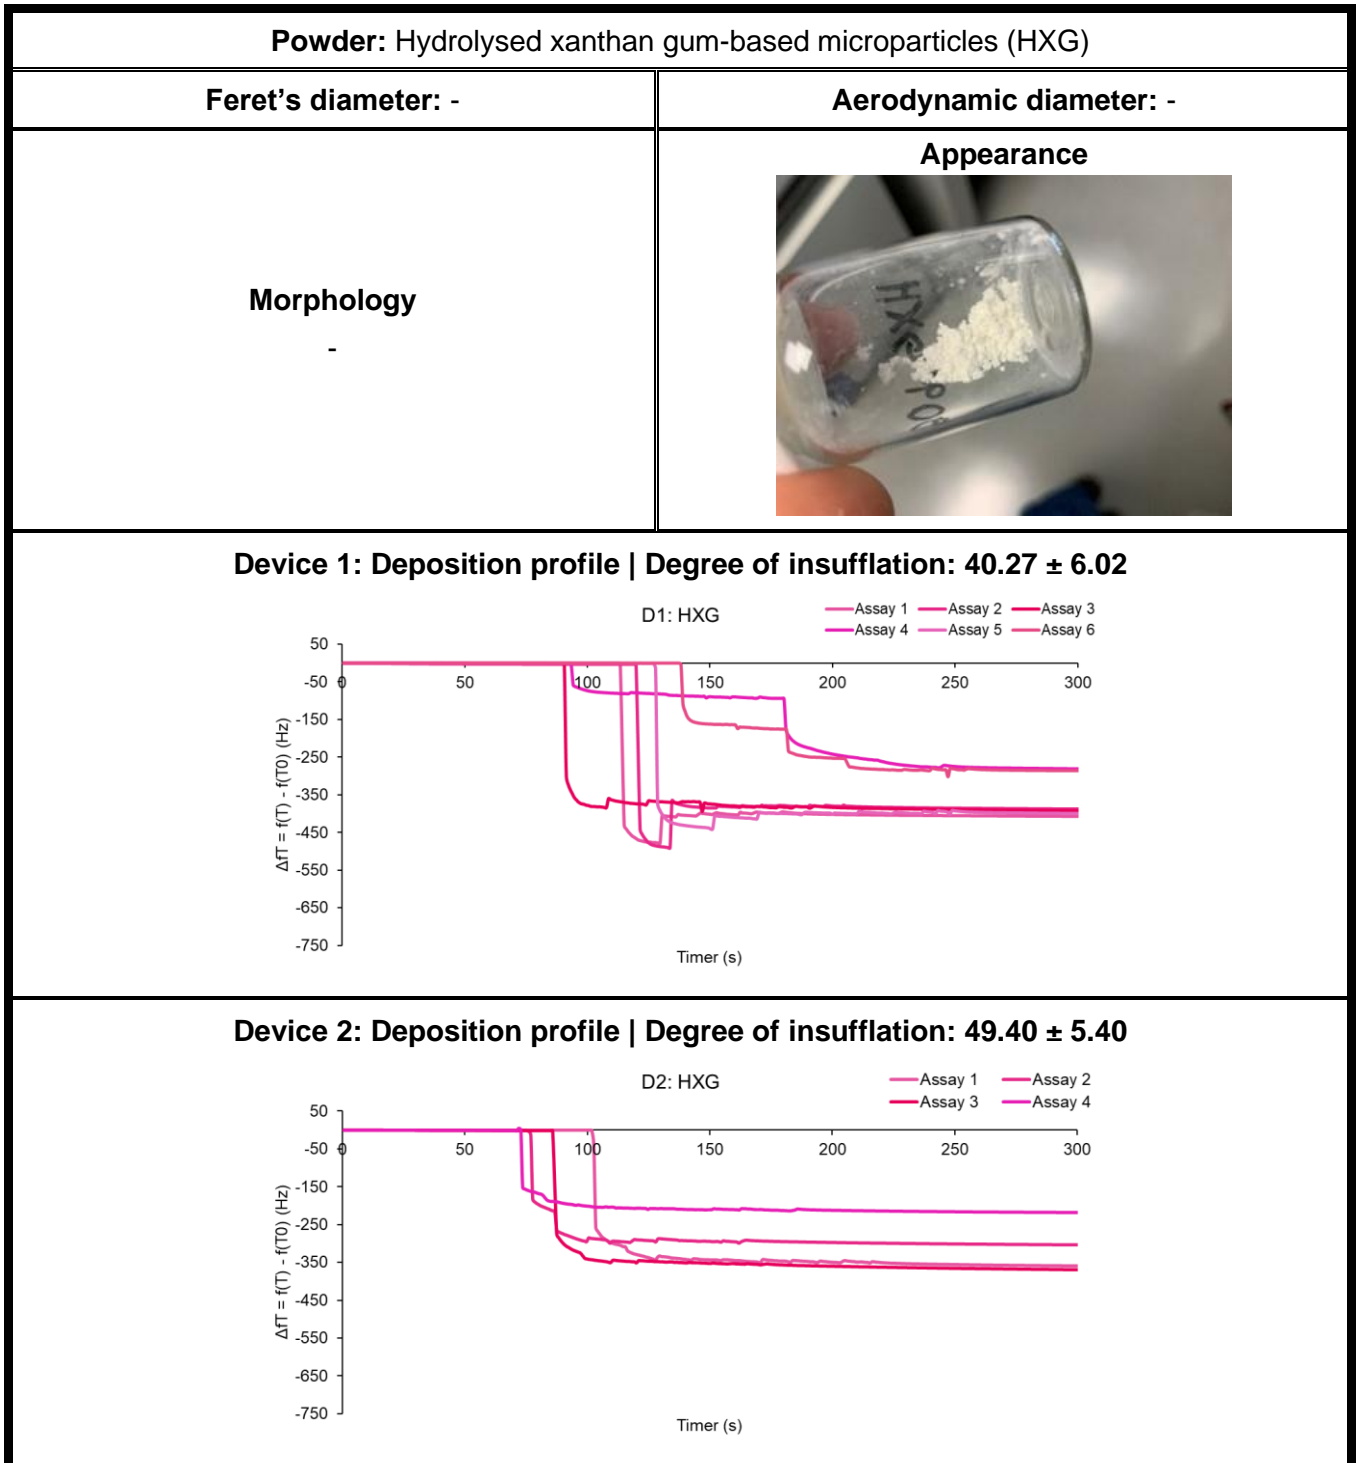 Powder: Hydrolysed xanthan gum-based microparticles (HXG)
Feret's diameter: -
Aerodynamic diameter: -
Morphology
-
Appearance
Device 1: Deposition profile | Degree of insufflation: 40.27 ± 6.02
D1: HXG
Assay 1 Assay 2 Assay 3
Assay 4 Assay 5 Assay 6
ΔfT = f(T) - f(T0) (Hz)
50
-50
-150
-250
-350
-450
-550
-650
-750
0 50 100 150 200 250 300
Timer (s)
Device 2: Deposition profile | Degree of insufflation: 49.40 ± 5.40
D2: HXG
Assay 1 Assay 2
Assay 3 Assay 4
ΔfT = f(T) - f(T0) (Hz)
50
-50
-150
-250
-350
-450
-550
-650
-750
0 50 100 150 200 250 300
Timer (s)